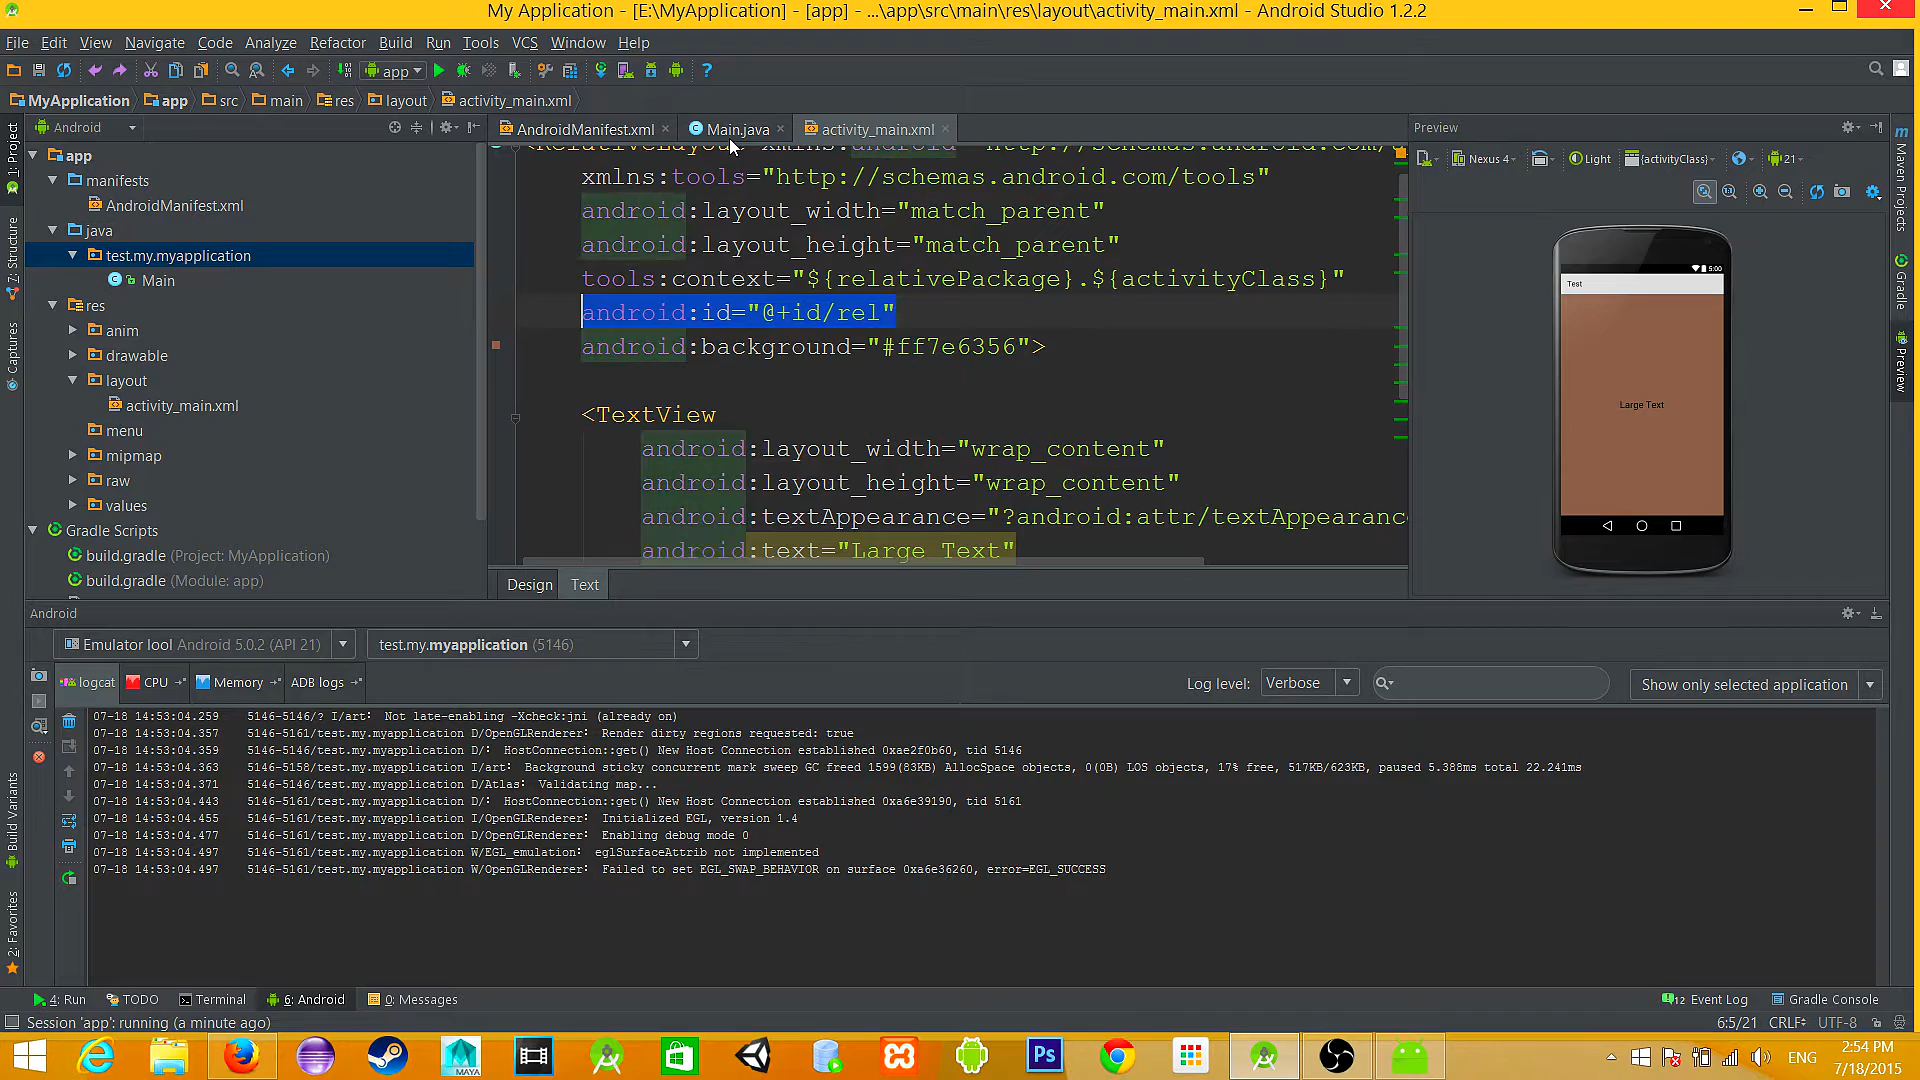 My Application - [E:\MyApplication] - [app] - ...\app\src\main\res\layout\activity_main.xml - Android Studio 1.2.2
File Edit View Navigate Code Analyze Refactor Build Run Tools VCS Window Help
app
MyApplication app src main res layout activity_main.xml
Android
AndroidManifest.xml Main.java activity_main.xml
Preview
1: Project
7: Structure
Captures
Build Variants
2: Favorites
app
manifests
AndroidManifest.xml
java
test.my.myapplication
Main
res
anim
drawable
layout
activity_main.xml
menu
mipmap
raw
values
Gradle Scripts
build.gradle (Project: MyApplication)
build.gradle (Module: app)
xmlns:tools="http://schemas.android.com/tools"
android:layout_width="match_parent"
android:layout_height="match_parent"
tools:context="${relativePackage}.${activityClass}"
android:id="@+id/rel"
android:background="#ff7e6356">
<TextView
android:layout_width="wrap_content"
android:layout_height="wrap_content"
android:textAppearance="?android:attr/textAppearanc
android:text="Large Text"
Design Text
Nexus 4 Light {activityClass} 21
5:00
Test
Large Text
Maven Projects
Gradle
Preview
Android
Emulator lool Android 5.0.2 (API 21) test.my.myapplication (5146)
logcat CPU Memory ADB logs Log level: Verbose Show only selected application
07-18 14:53:04.259 5146-5146/? I/art: Not late-enabling -Xcheck:jni (already on)
07-18 14:53:04.357 5146-5161/test.my.myapplication D/OpenGLRenderer: Render dirty regions requested: true
07-18 14:53:04.359 5146-5146/test.my.myapplication D/: HostConnection::get() New Host Connection established 0xae2f0b60, tid 5146
07-18 14:53:04.363 5146-5158/test.my.myapplication I/art: Background sticky concurrent mark sweep GC freed 1599(83KB) AllocSpace objects, 0(0B) LOS objects, 17% free, 517KB/623KB, paused 5.388ms total 22.241ms
07-18 14:53:04.371 5146-5146/test.my.myapplication D/Atlas: Validating map...
07-18 14:53:04.443 5146-5161/test.my.myapplication D/: HostConnection::get() New Host Connection established 0xa6e39190, tid 5161
07-18 14:53:04.455 5146-5161/test.my.myapplication I/OpenGLRenderer: Initialized EGL, version 1.4
07-18 14:53:04.477 5146-5161/test.my.myapplication D/OpenGLRenderer: Enabling debug mode 0
07-18 14:53:04.497 5146-5161/test.my.myapplication W/EGL_emulation: eglSurfaceAttrib not implemented
07-18 14:53:04.497 5146-5161/test.my.myapplication W/OpenGLRenderer: Failed to set EGL_SWAP_BEHAVIOR on surface 0xa6e36260, error=EGL_SUCCESS
4: Run TODO Terminal 6: Android 0: Messages 12 Event Log Gradle Console
Session 'app': running (a minute ago) 6:5/21 CRLF UTF-8
MAYA Ps ENG
2:54 PM
7/18/2015